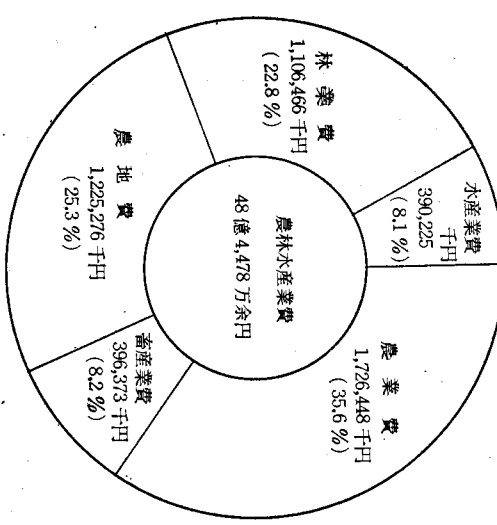 農林水産業費
48億4,478万余円
農業費
1,726,448千円
(35.6%)
畜産業費
396,373千円
(8.2%)
農地費
1,225,276千円
(25.3%)
林業費
1,106,466千円
(22.8%)
水産業費
390,225
千円
(8.1%)